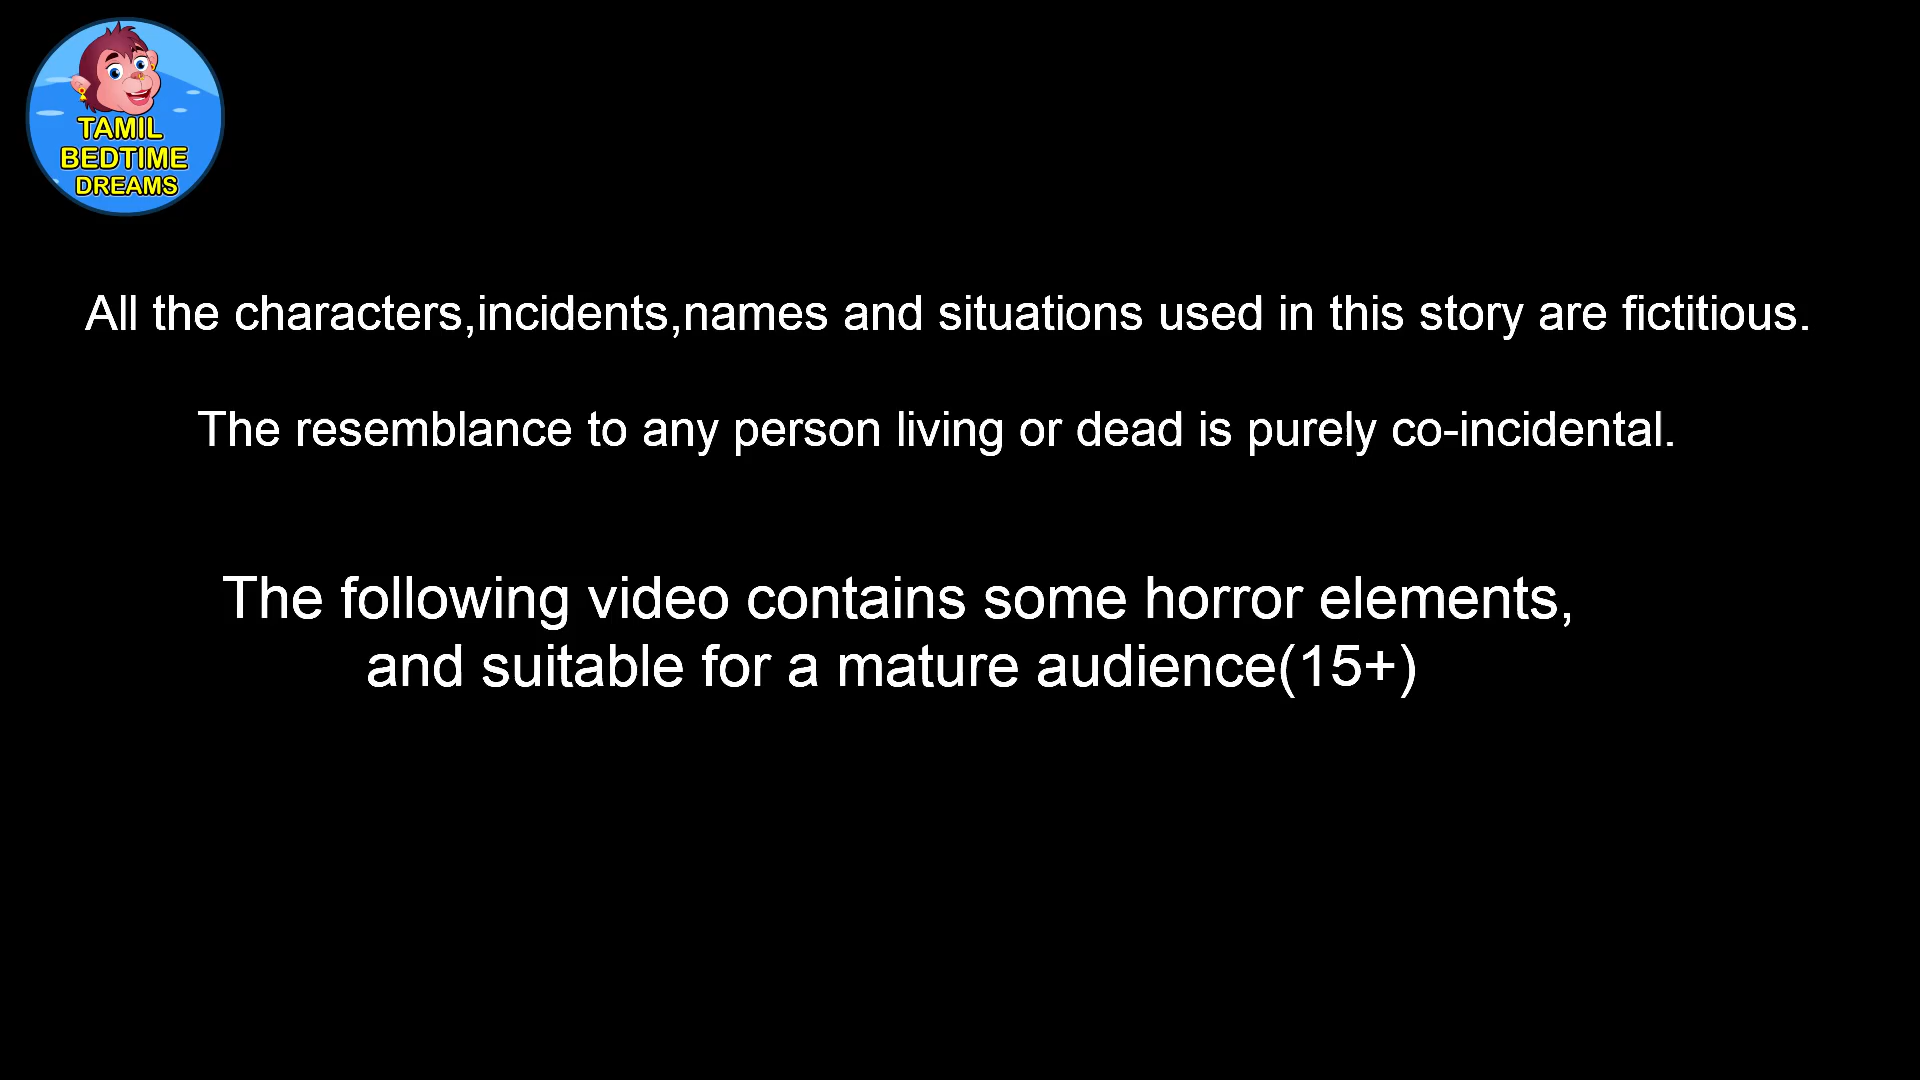 TAMIL
BEDTIME
DREAMS
All the characters,incidents,names and situations used in this story are fictitious.
The resemblance to any person living or dead is purely co-incidental.
The following video contains some horror elements,
and suitable for a mature audience(15+)